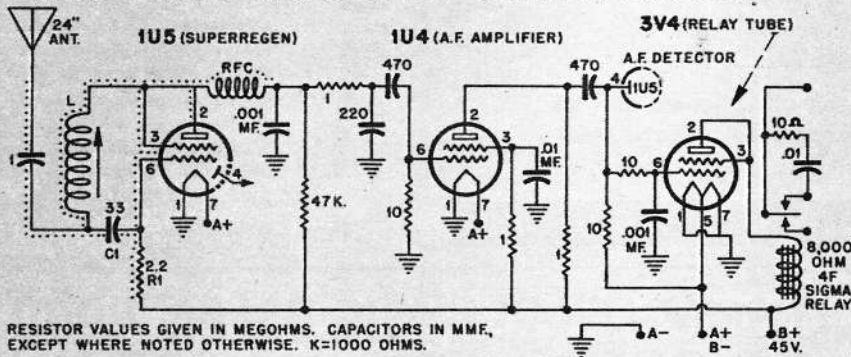 24" ANT.
1U5 (SUPERREGEN)
1U4 (A.F. AMPLIFIER)
3V4 (RELAY TUBE)
A.F. DETECTOR
RFC
470
470
4
1U5
L
2
.001 MF.
1
220
2
2
10Ω
3
6
4
6
3
.01 MF.
10
6
3
.01
1
33
C1
1
7
A+
47K.
10
1
7
A+
1
1
10
.001 MF.
1
5
7
2.2
R1
8,000 OHM 4F SIGMA RELAY
RESISTOR VALUES GIVEN IN MEGOHMS. CAPACITORS IN MMF.,
EXCEPT WHERE NOTED OTHERWISE. K=1000 OHMS.
A-
A+
B-
B+
45V.